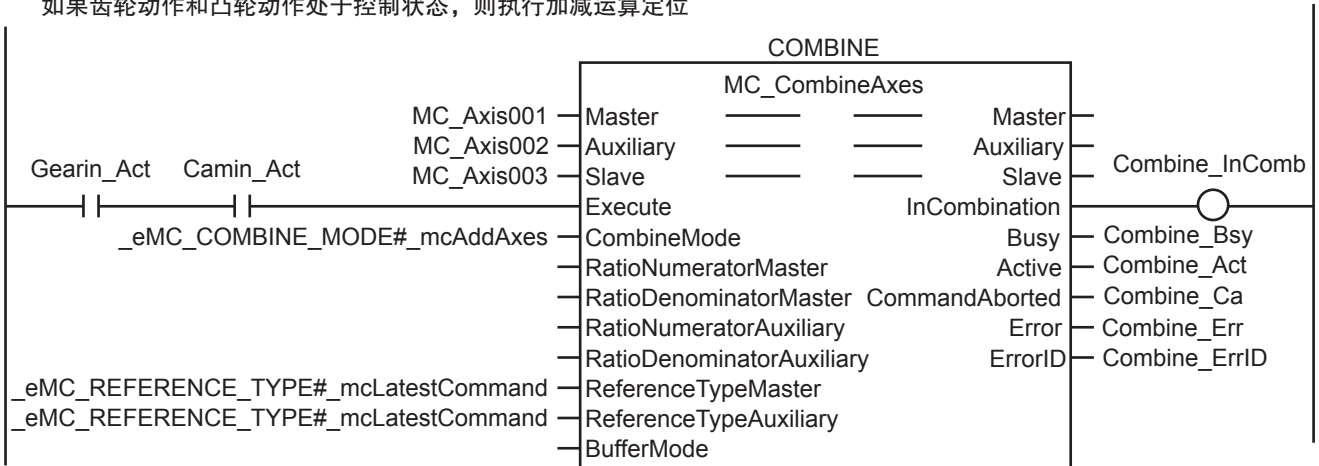 如果齿轮动作和凸轮动作处于控制状态，则执行加减运算定位
COMBINE
MC_CombineAxes
MC_Axis001 Master Master
MC_Axis002 Auxiliary Auxiliary
Gearin_Act Camin_Act MC_Axis003 Slave Slave Combine_InComb
Execute InCombination
_eMC_COMBINE_MODE#_mcAddAxes CombineMode Busy Combine_Bsy
RatioNumeratorMaster Active Combine_Act
RatioDenominatorMaster CommandAborted Combine_Ca
RatioNumeratorAuxiliary Error Combine_Err
RatioDenominatorAuxiliary ErrorID Combine_ErrID
_eMC_REFERENCE_TYPE#_mcLatestCommand ReferenceTypeMaster
_eMC_REFERENCE_TYPE#_mcLatestCommand ReferenceTypeAuxiliary
BufferMode